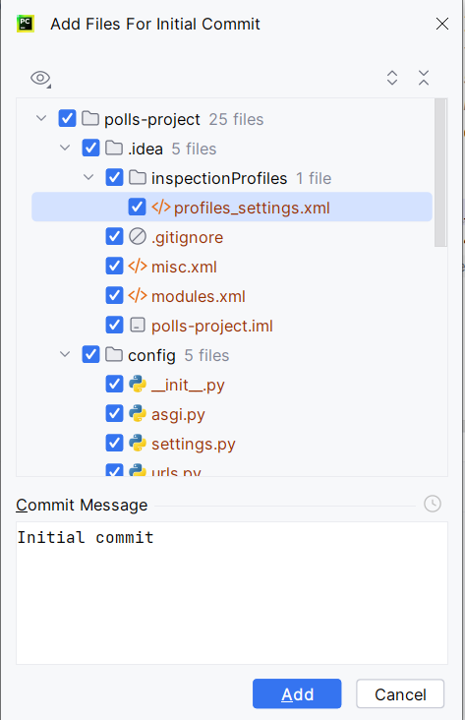 PC
Add Files For Initial Commit
polls-project 25 files
.idea 5 files
inspectionProfiles 1 file
</> profiles_settings.xml
.gitignore
</> misc.xml
</> modules.xml
polls-project.iml
config 5 files
__init__.py
asgi.py
settings.py
urls.py
Commit Message
Initial commit
Add
Cancel